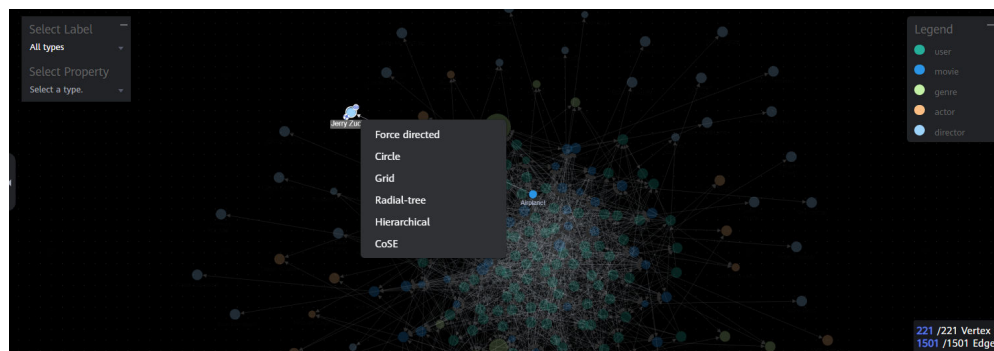 Select Label
All types
Select Property
Select a type.
Jerry Zuc
Force directed
Circle
Grid
Radial-tree
Hierarchical
CoSE
Airplane!
Legend
user
movie
genre
actor
director
221 /221 Vertex
1501 /1501 Edge